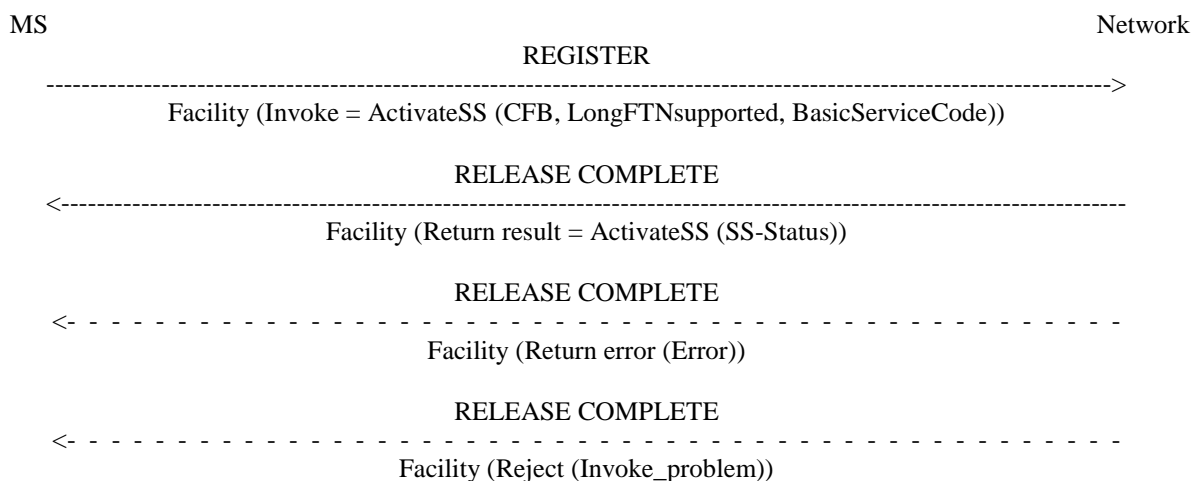 MS Network
REGISTER
Facility (Invoke = ActivateSS (CFB, LongFTNsupported, BasicServiceCode))
RELEASE COMPLETE
Facility (Return result = ActivateSS (SS-Status))
RELEASE COMPLETE
Facility (Return error (Error))
RELEASE COMPLETE
Facility (Reject (Invoke_problem))